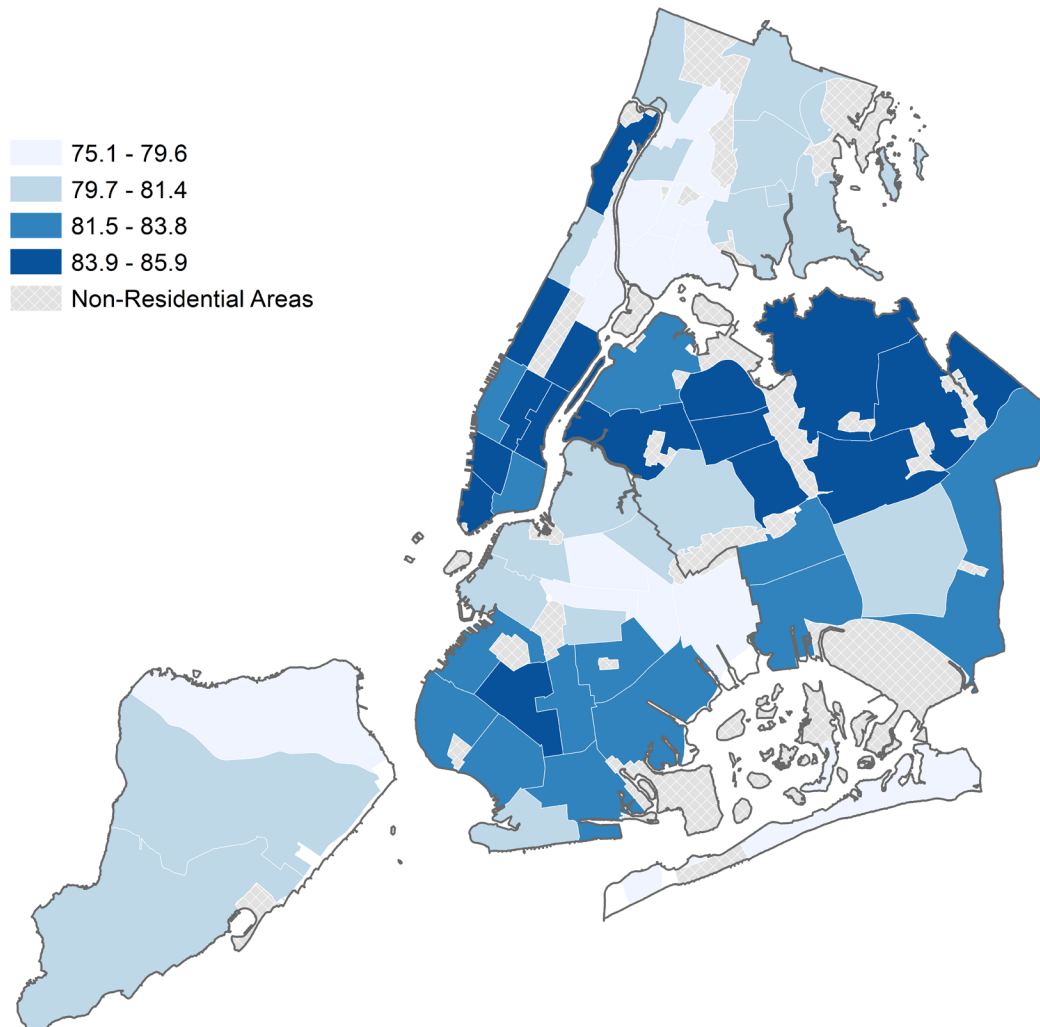 75.1 - 79.6
79.7 - 81.4
81.5 - 83.8
83.9 - 85.9
Non-Residential Areas